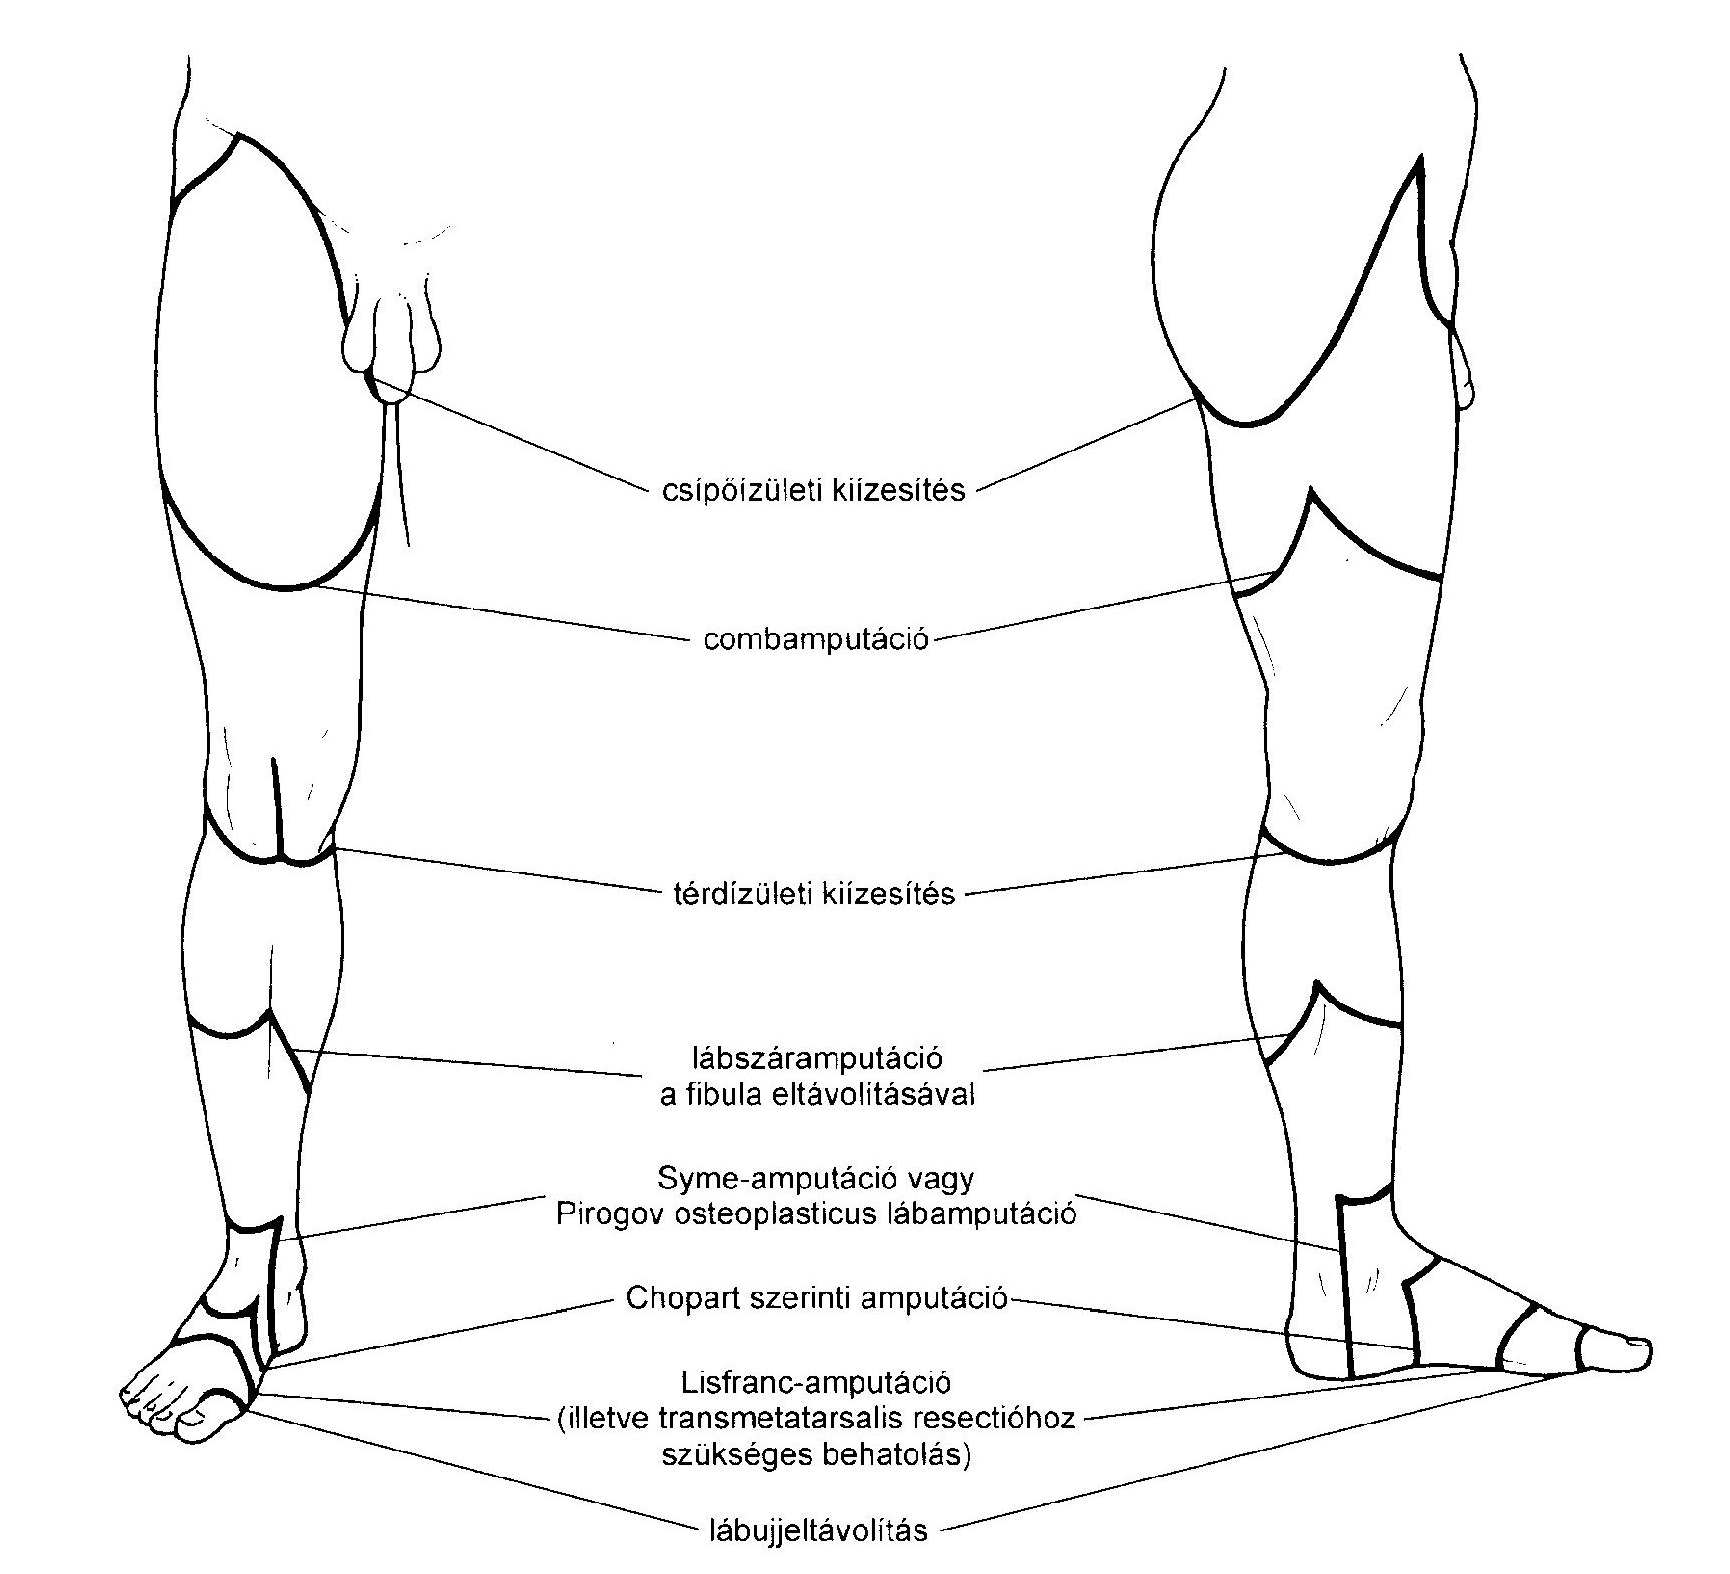 csípőízületi kiízesítés
combamputáció
térdízületi kiízesítés
lábszáramputáció
a fibula eltávolításával
Syme-amputáció vagy
Pirogov osteoplasticus lábamputáció
Chopart szerinti amputáció
Lisfranc-amputáció
(illetve transmetatarsalis resectióhoz
szükséges behatolás)
lábujjeltávolítás